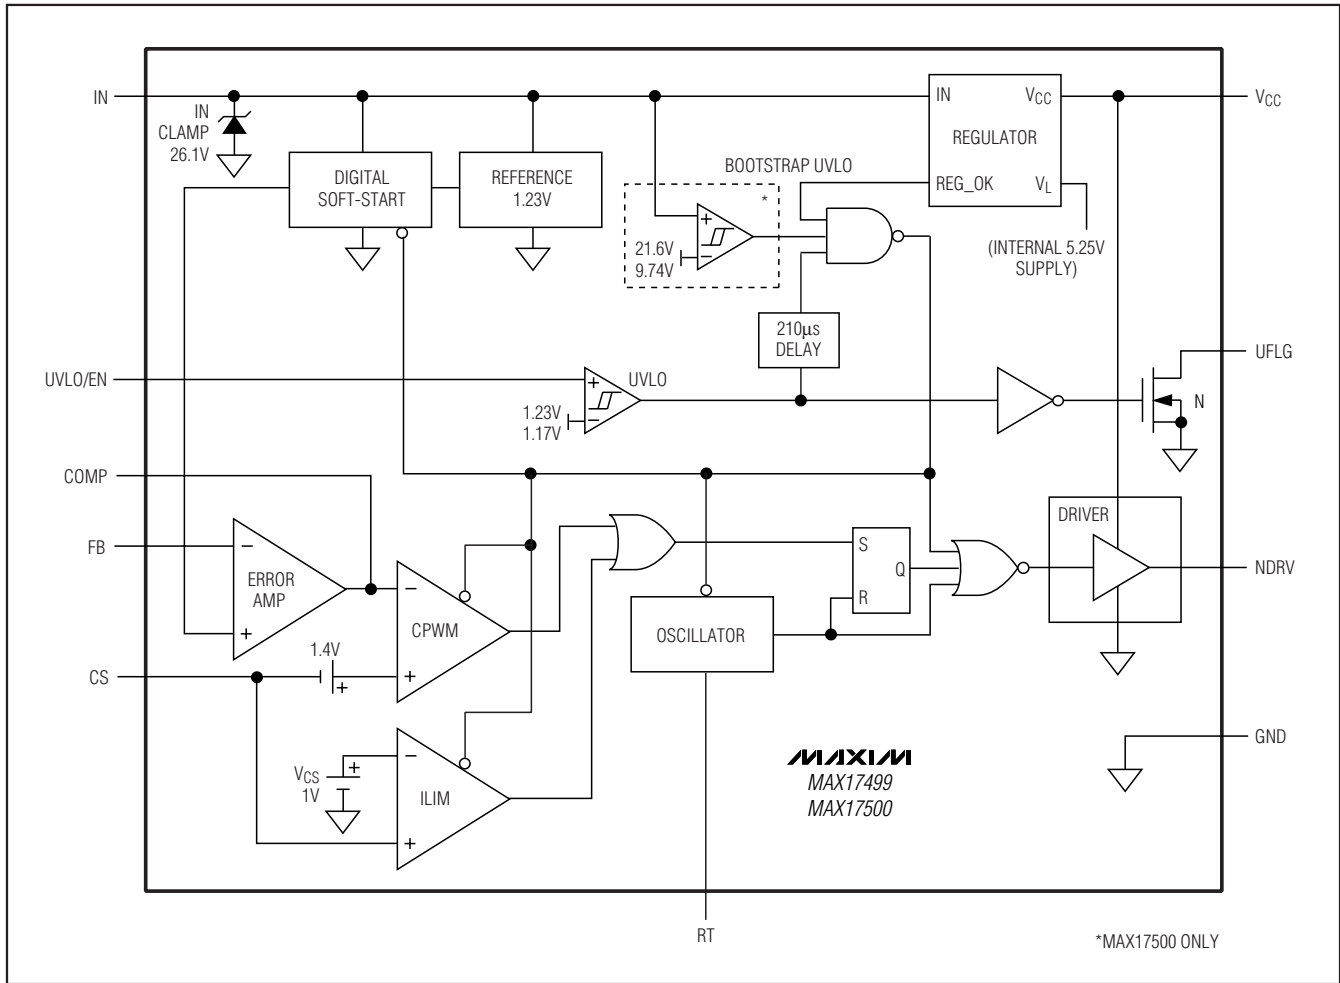 IN
IN
CLAMP
26.1V
DIGITAL
SOFT-START
REFERENCE
1.23V
BOOTSTRAP UVLO
*
+
21.6V
9.74V
−
IN
VCC
REGULATOR
REG_OK
VL
VCC
(INTERNAL 5.25V
SUPPLY)
210µs
DELAY
UFLG
N
UVLO/EN
+
UVLO
1.23V
1.17V
−
COMP
FB
−
ERROR
AMP
+
−
CPWM
+
1.4V
+
CS
S
Q
R
OSCILLATOR
DRIVER
NDRV
VCS
1V
+
−
ILIM
+
MAXIM
MAX17499
MAX17500
GND
RT
*MAX17500 ONLY